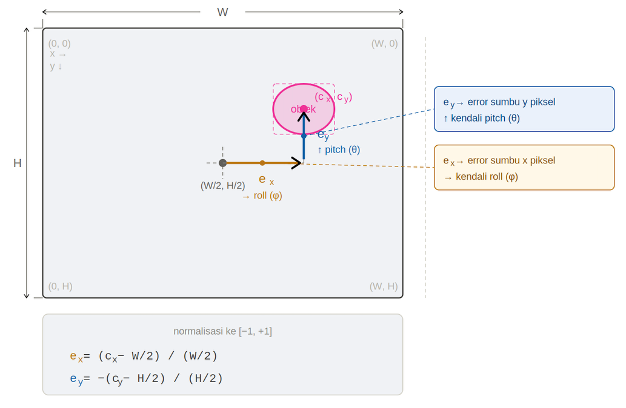 W
(0, 0)
(W, 0)
x →
y ↓
(cx, cy)
objek
ey
↑ pitch (θ)
H
(W/2, H/2)
ex
→ roll (φ)
(0, H)
(W, H)
ey→ error sumbu y piksel
↑ kendali pitch (θ)
ex→ error sumbu x piksel
→ kendali roll (φ)
normalisasi ke [−1, +1]
ex= (cx− W/2) / (W/2)
ey= −(cy− H/2) / (H/2)